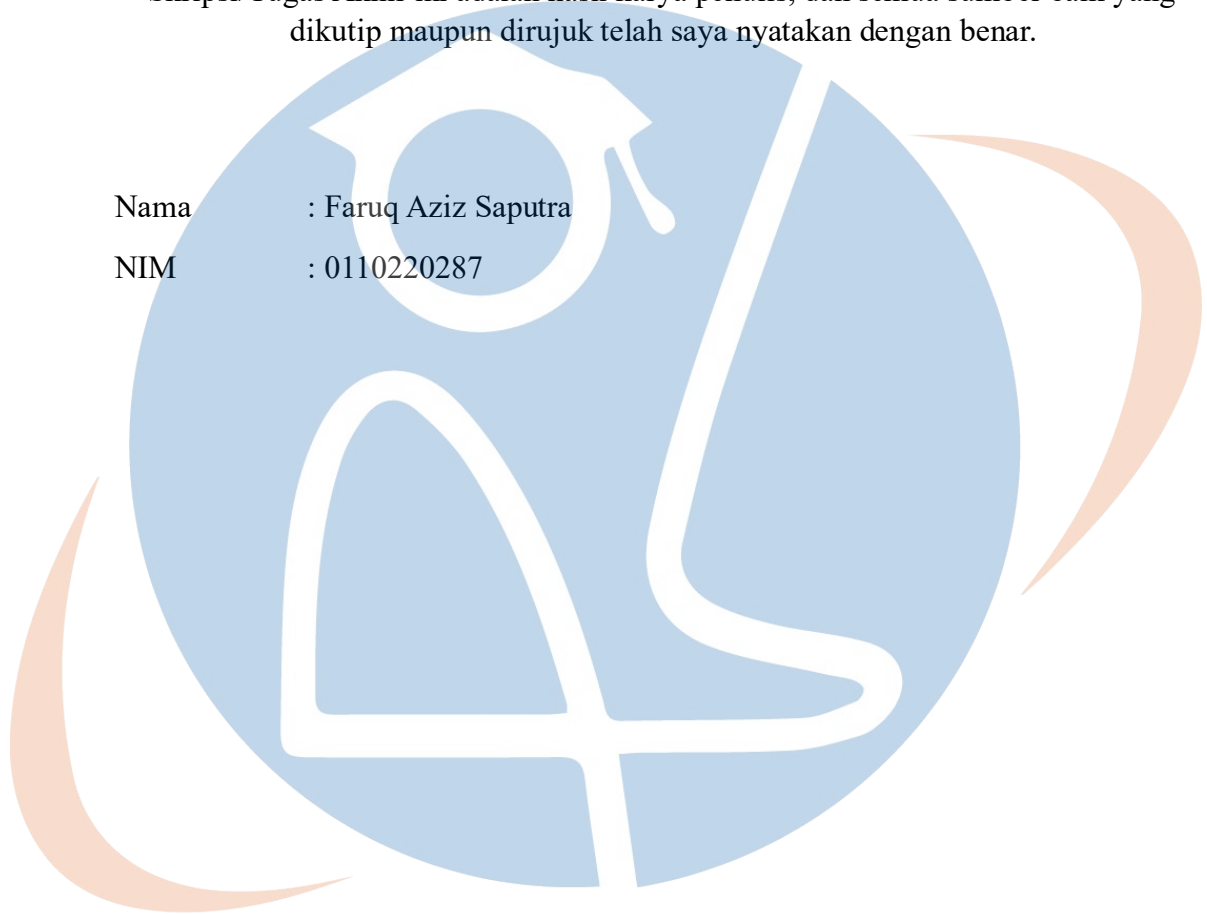 dikutip maupun dirujuk telah saya nyatakan dengan benar.
Nama : Faruq Aziz Saputra
NIM : 0110220287